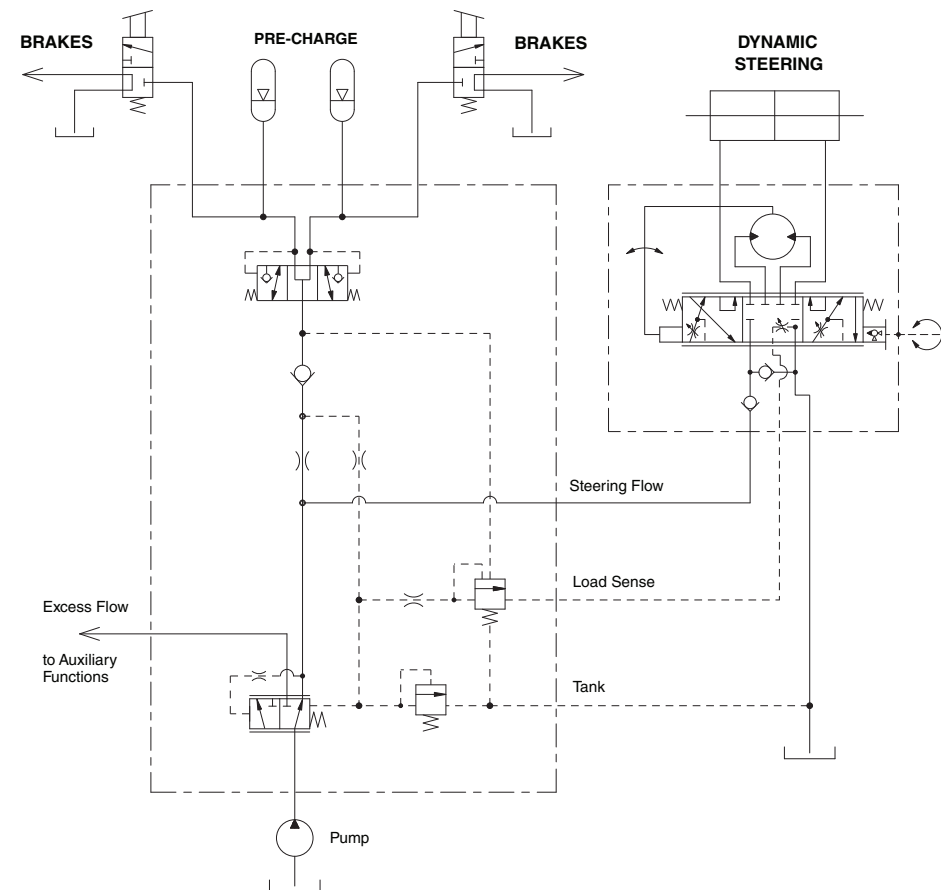 BRAKES
PRE-CHARGE
BRAKES
DYNAMIC
STEERING
Steering Flow
Load Sense
Excess Flow
to Auxiliary
Functions
Tank
Pump